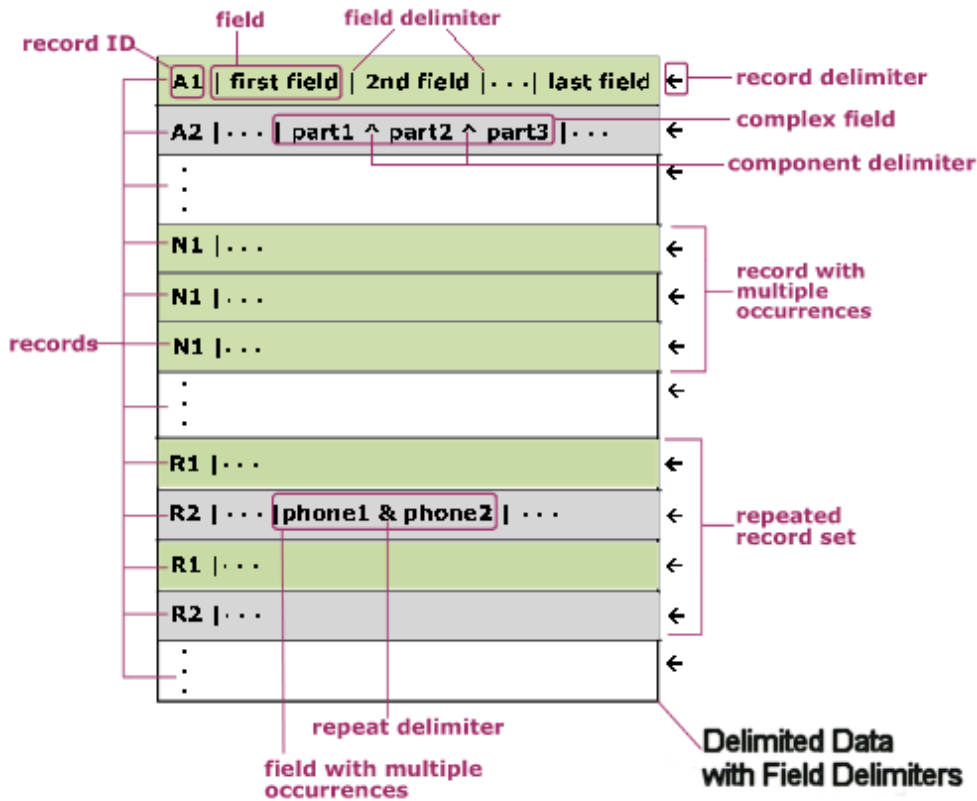 field
field delimiter
record ID
A1 | first field | 2nd field |...| last field ←
record delimiter
complex field
A2 |... | part1 ^ part2 ^ part3 |... ←
component delimiter
. ←
.
.
N1 |... ←
record with
multiple
occurrences
N1 |... ←
records
N1 |... ←
. ←
.
.
R1 |... ←
R2 |... |phone1 & phone2 | ... ←
repeated
record set
R1 |... ←
R2 |... ←
. ←
.
.
repeat delimiter
field with multiple
occurrences
Delimited Data
with Field Delimiters